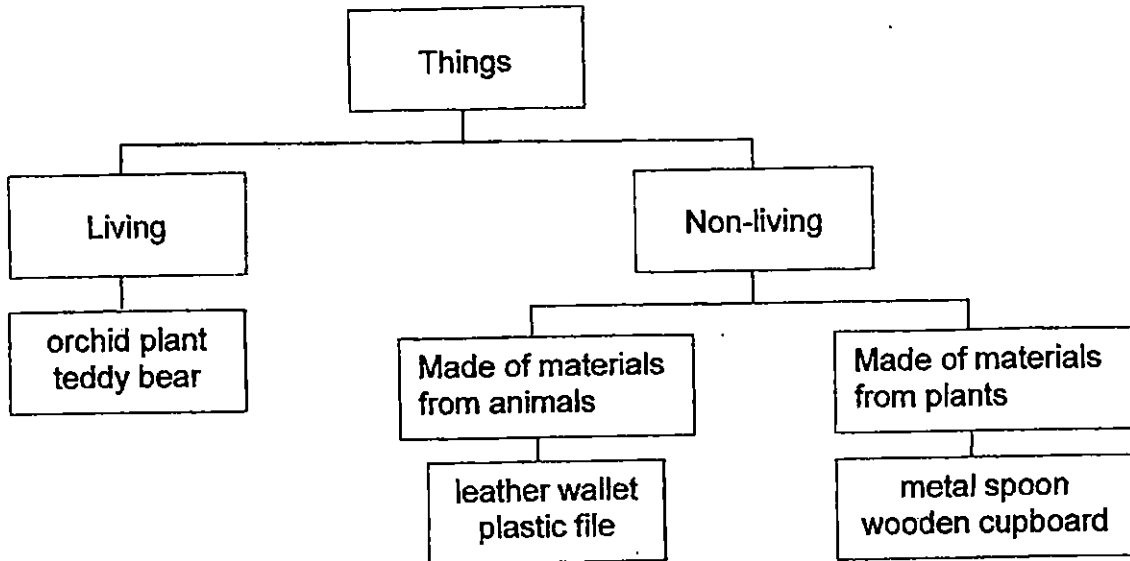 Things
Living
Non-living
orchid plant
teddy bear
Made of materials
from animals
Made of materials
from plants
leather wallet
plastic file
metal spoon
wooden cupboard